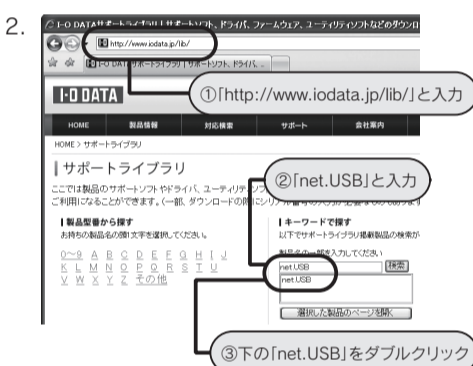 2.
I-O DATAサポートライブラリ | サポートソフト、ドライバ、ファームウェア、ユーティリティソフトなどのダウンロ
http://www.iodata.jp/lib/
I-O DATAサポートライブラリ | サポートソフト、ドライバ、...
①「http://www.iodata.jp/lib/」と入力
I-O DATA
HOME 製品情報 対応検索 サポート 会社案内
HOME > サポートライブラリ
サポートライブラリ
②「net.USB」と入力
ここでは製品のサポートソフトやドライバ、ユーティリティソフ
ご利用になることができます。(一部、ダウンロードの際にシリアル番号の入力が必要なものがあります
製品型番から探す
お持ちの製品名の頭1文字を選択してください。
0～9 A B C D E F G H I J
K L M N O P Q R S T U
V W X Y Z その他
キーワードで探す
以下でサポートライブラリ掲載製品の検索が
製品名の一部を入力してください
net.USB 検索
net.USB
選択した製品のページを開く
③下の「net.USB」をダブルクリック